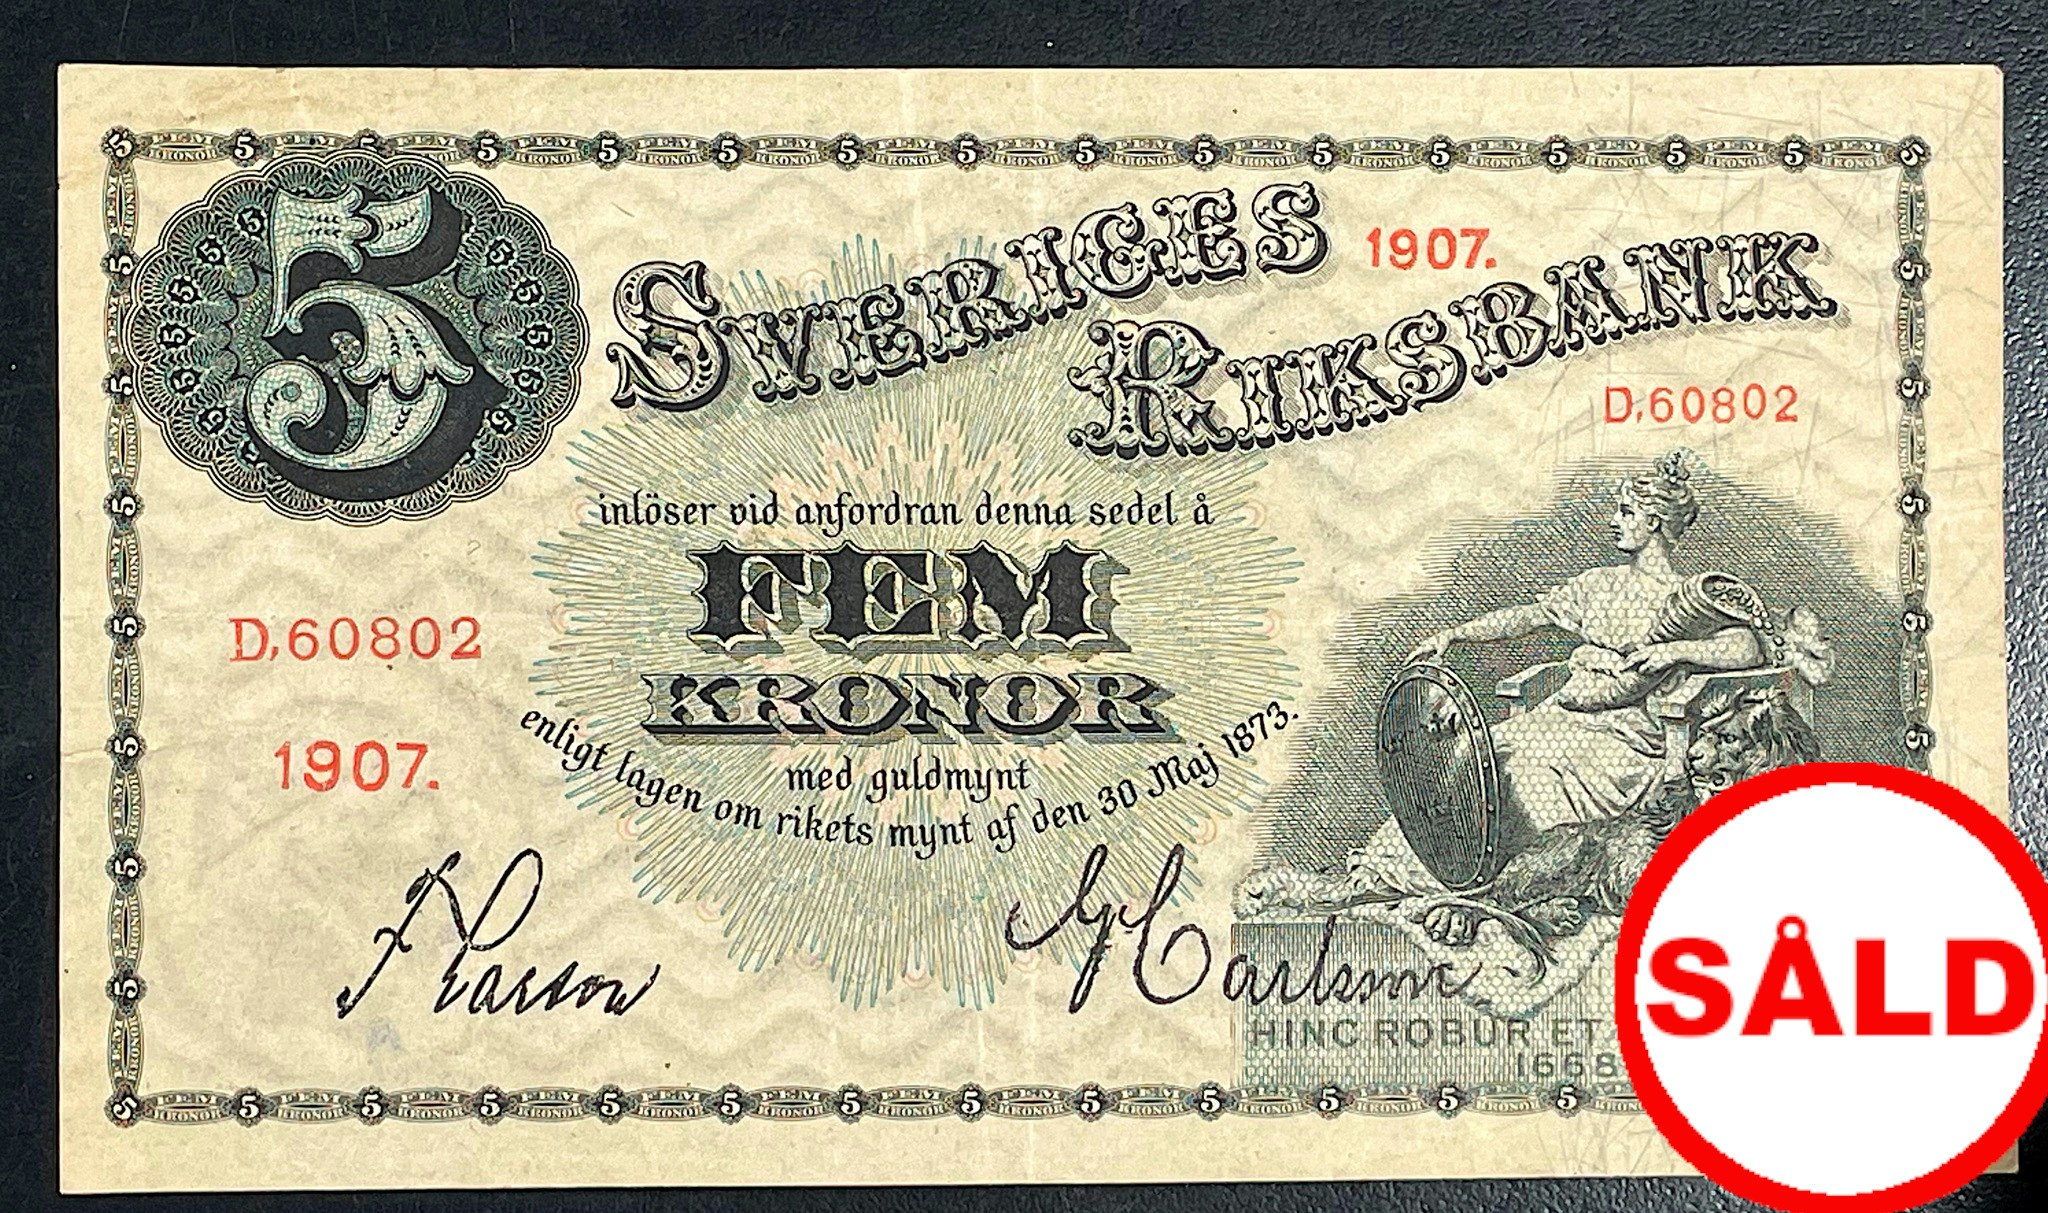 5
SVERIGES
1907.
RIKSBANK
D,60802
inlöser vid anfordran denna sedel å
FEM
KRONOR
D,60802
1907.
med guldmynt
enligt lagen om rikets mynt af den 30 Maj 1873.
HINC ROBUR ET
1668
SÅLD